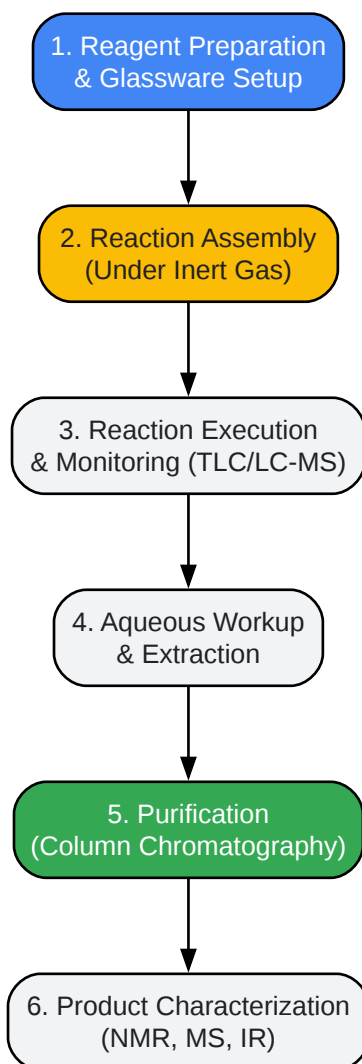 1. Reagent Preparation
& Glassware Setup
2. Reaction Assembly
(Under Inert Gas)
3. Reaction Execution
& Monitoring (TLC/LC-MS)
4. Aqueous Workup
& Extraction
5. Purification
(Column Chromatography)
6. Product Characterization
(NMR, MS, IR)